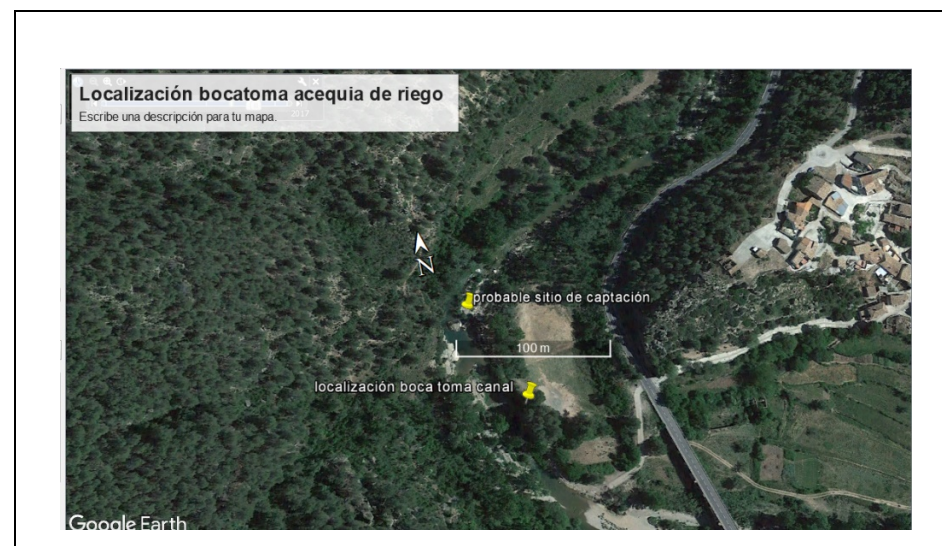 Localización bocatoma acequia de riego
Escribe una descripción para tu mapa.
2017
N
probable sitio de captación
100 m
localización boca toma canal
Google Earth